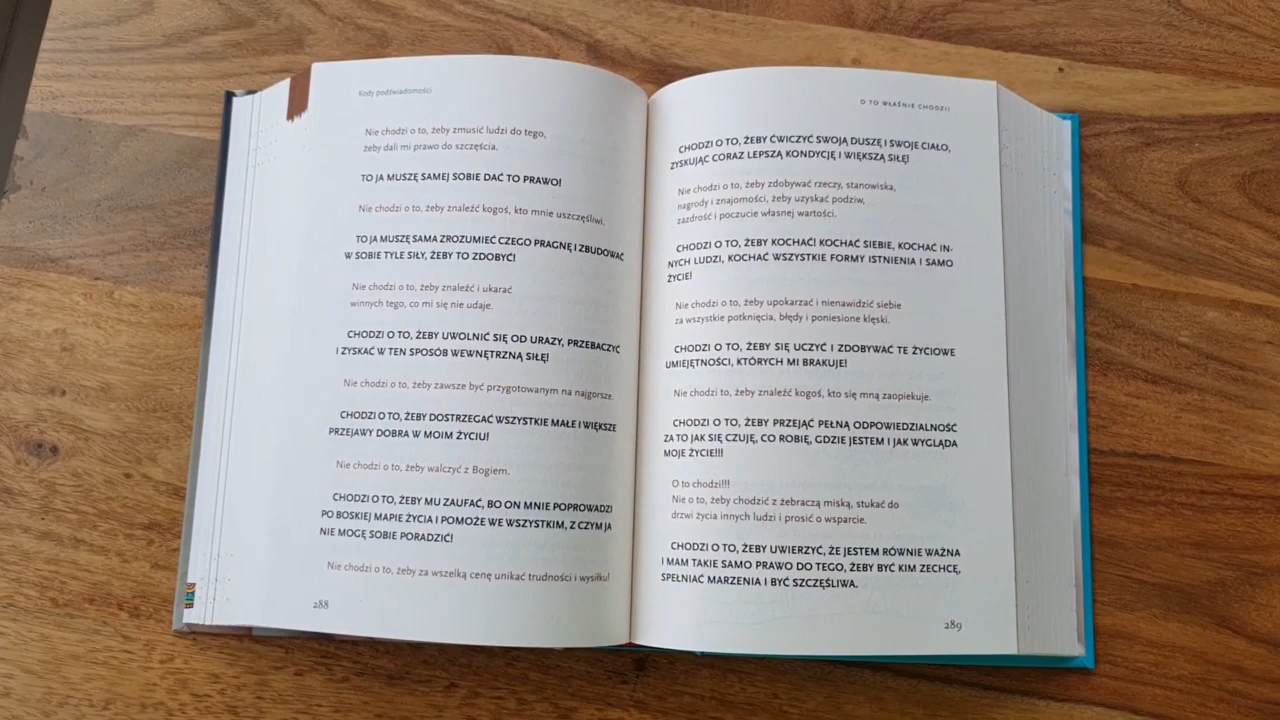 Kody podświadomości
Nie chodzi o to, żeby zmusić ludzi do tego,
żeby dali mi prawo do szczęścia.
TO JA MUSZĘ SAMEJ SOBIE DAĆ TO PRAWO!
Nie chodzi o to, żeby znaleźć kogoś, kto mnie uszczęśliwi.
TO JA MUSZĘ SAMA ZROZUMIEĆ CZEGO PRAGNĘ I ZBUDOWAĆ
W SOBIE TYLE SIŁY, ŻEBY TO ZDOBYĆ!
Nie chodzi o to, żeby znaleźć i ukarać
winnych tego, co mi się nie udaje.
CHODZI O TO, ŻEBY UWOLNIĆ SIĘ OD URAZY, PRZEBACZYĆ
I ZYSKAĆ W TEN SPOSÓB WEWNĘTRZNĄ SIŁĘ!
Nie chodzi o to, żeby zawsze być przygotowanym na najgorsze.
CHODZI O TO, ŻEBY DOSTRZEGAĆ WSZYSTKIE MAŁE I WIĘKSZE
PRZEJAWY DOBRA W MOIM ŻYCIU!
Nie chodzi o to, żeby walczyć z Bogiem.
CHODZI O TO, ŻEBY MU ZAUFAĆ, BO ON MNIE POPROWADZI
PO BOSKIEJ MAPIE ŻYCIA I POMOŻE WE WSZYSTKIM, Z CZYM JA
NIE MOGĘ SOBIE PORADZIĆ!
Nie chodzi o to, żeby za wszelką cenę unikać trudności i wysiłku!
288
O TO WŁAŚNIE CHODZI!
CHODZI O TO, ŻEBY ĆWICZYĆ SWOJĄ DUSZĘ I SWOJE CIAŁO,
ZYSKUJĄC CORAZ LEPSZĄ KONDYCJĘ I WIĘKSZĄ SIŁĘ!
Nie chodzi o to, żeby zdobywać rzeczy, stanowiska,
nagrody i znajomości, żeby uzyskać podziw,
zazdrość i poczucie własnej wartości.
CHODZI O TO, ŻEBY KOCHAĆ! KOCHAĆ SIEBIE, KOCHAĆ IN-
NYCH LUDZI, KOCHAĆ WSZYSTKIE FORMY ISTNIENIA I SAMO
ŻYCIE!
Nie chodzi o to, żeby upokarzać i nienawidzić siebie
za wszystkie potknięcia, błędy i poniesione klęski.
CHODZI O TO, ŻEBY SIĘ UCZYĆ I ZDOBYWAĆ TE ŻYCIOWE
UMIEJĘTNOŚCI, KTÓRYCH MI BRAKUJE!
Nie chodzi to, żeby znaleźć kogoś, kto się mną zaopiekuje.
CHODZI O TO, ŻEBY PRZEJĄĆ PEŁNĄ ODPOWIEDZIALNOŚĆ
ZA TO JAK SIĘ CZUJĘ, CO ROBIĘ, GDZIE JESTEM I JAK WYGLĄDA
MOJE ŻYCIE!!!
O to chodzi!!!
Nie o to, żeby chodzić z żebraczą miską, stukać do
drzwi życia innych ludzi i prosić o wsparcie.
CHODZI O TO, ŻEBY UWIERZYĆ, ŻE JESTEM RÓWNIE WAŻNA
I MAM TAKIE SAMO PRAWO DO TEGO, ŻEBY BYĆ KIM ZECHCĘ,
SPEŁNIAĆ MARZENIA I BYĆ SZCZĘŚLIWA.
289